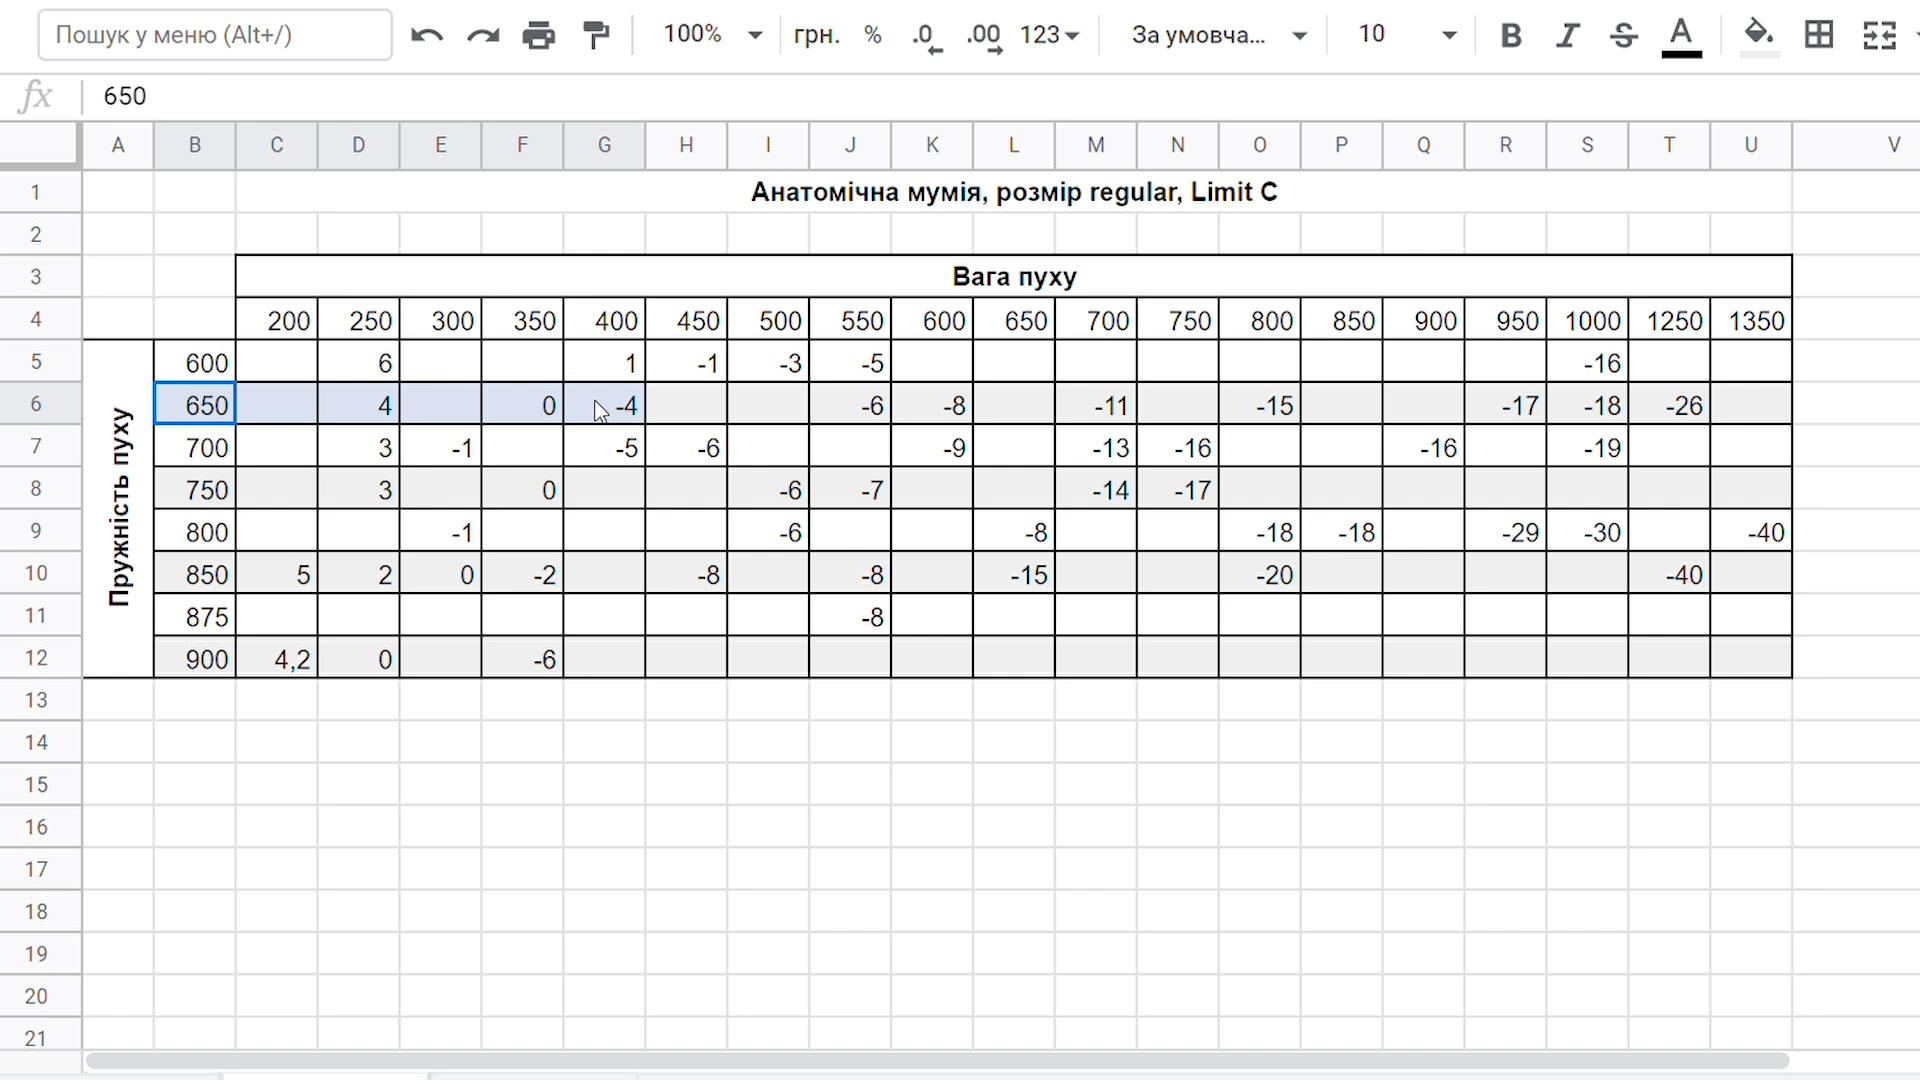 Пошук у меню (Alt+/) 100% грн. % .0 .00 123 За умовча... 10 B I S A
fx 650
A B C D E F G H I J K L M N O P Q R S T U V
1 Анатомічна мумія, розмір regular, Limit C
2
3 Вага пуху
4 200 250 300 350 400 450 500 550 600 650 700 750 800 850 900 950 1000 1250 1350
Пружність пуху
5 600 6 1 -1 -3 -5 -16
6 650 4 0 -4 -6 -8 -11 -15 -17 -18 -26
7 700 3 -1 -5 -6 -9 -13 -16 -16 -19
8 750 3 0 -6 -7 -14 -17
9 800 -1 -6 -8 -18 -18 -29 -30 -40
10 850 5 2 0 -2 -8 -8 -15 -20 -40
11 875 -8
12 900 4,2 0 -6
13
14
15
16
17
18
19
20
21